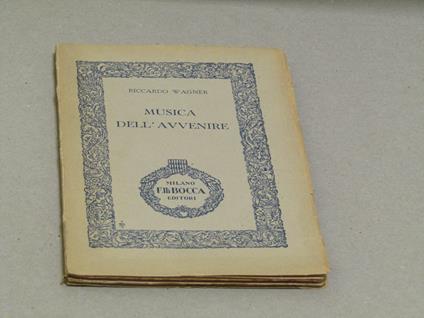 RICCARDO WAGNER
MUSICA
DELL'AVVENIRE
MILANO
F.lli BOCCA
EDITORI